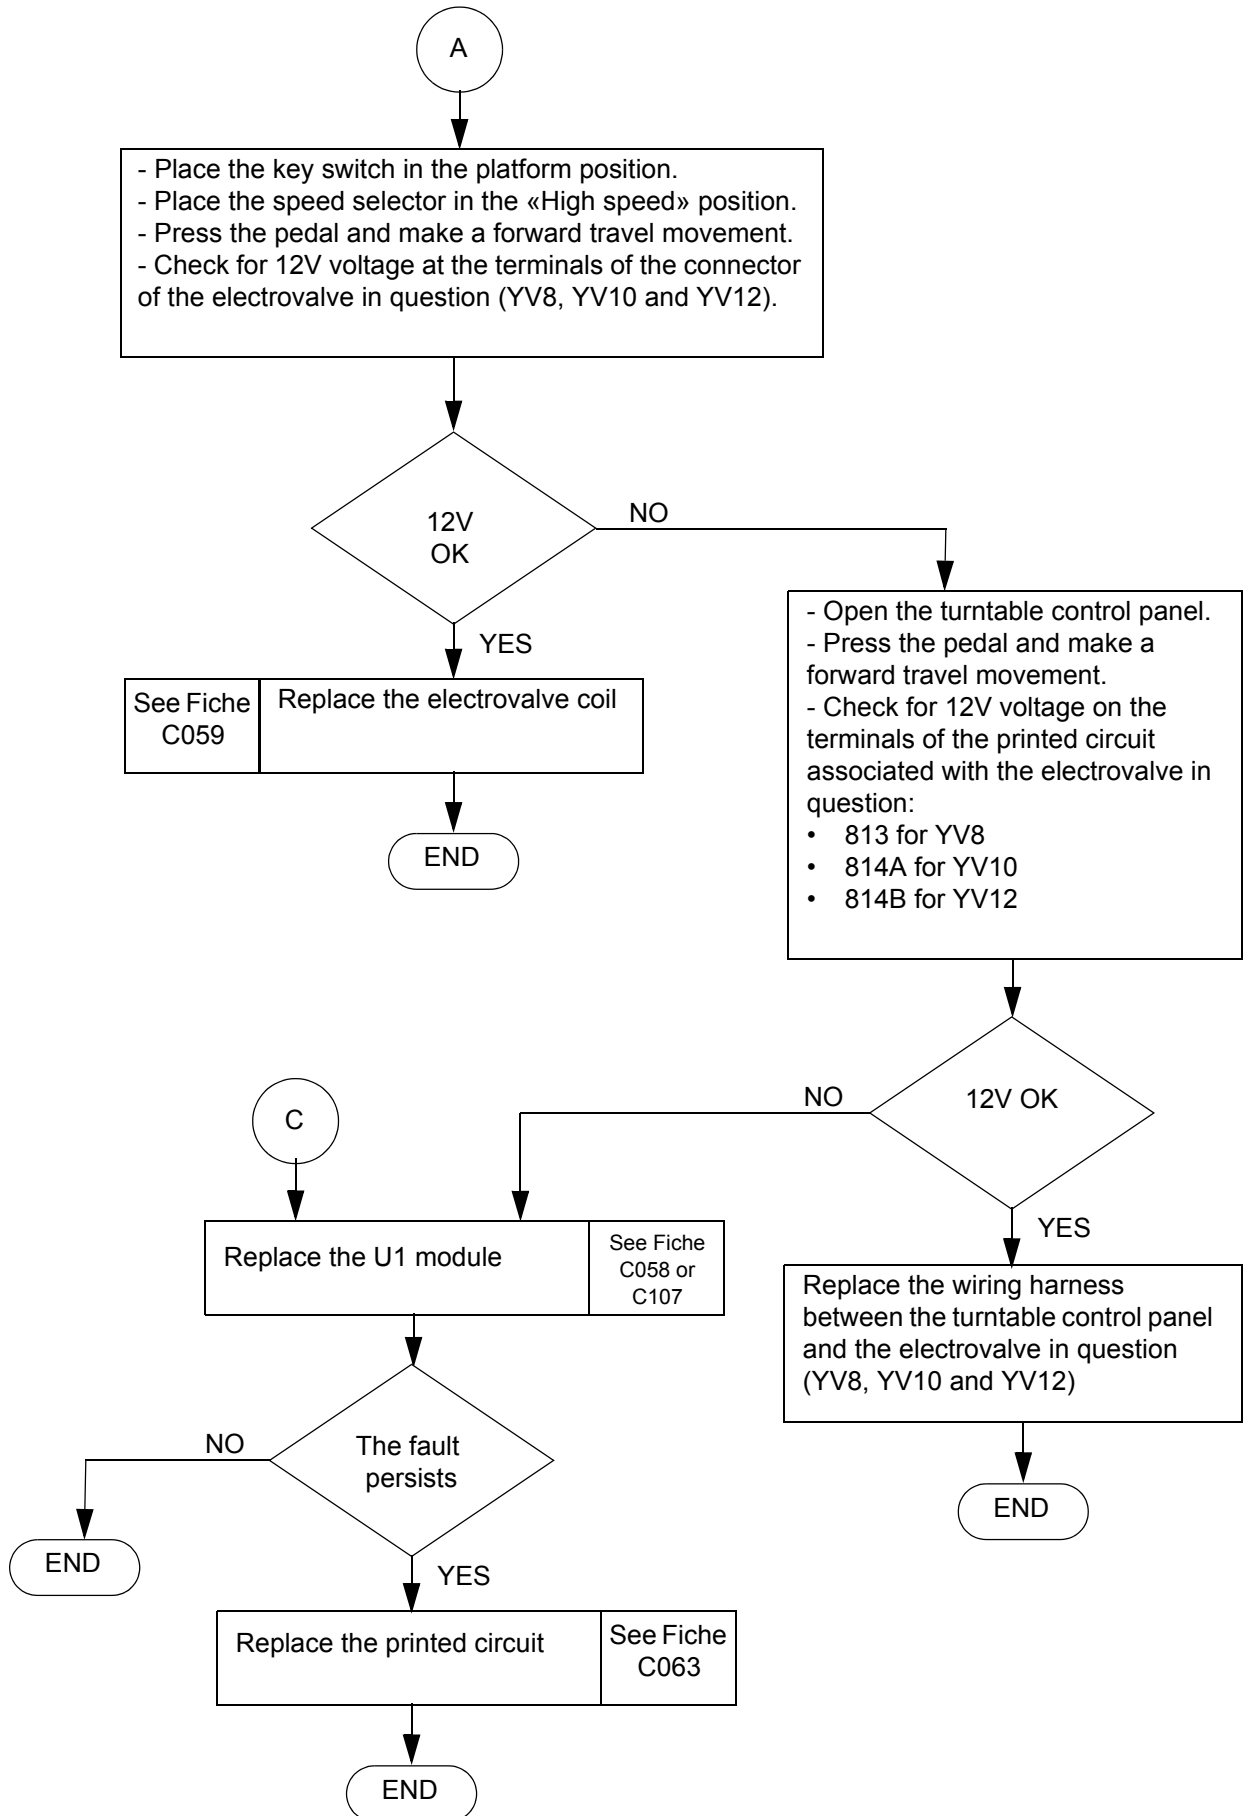 A
- Place the key switch in the platform position.
- Place the speed selector in the «High speed» position.
- Press the pedal and make a forward travel movement.
- Check for 12V voltage at the terminals of the connector
of the electrovalve in question (YV8, YV10 and YV12).
12V
OK
NO
YES
See Fiche
C059
Replace the electrovalve coil
END
- Open the turntable control panel.
- Press the pedal and make a
forward travel movement.
- Check for 12V voltage on the
terminals of the printed circuit
associated with the electrovalve in
question:
• 813 for YV8
• 814A for YV10
• 814B for YV12
12V OK
NO
YES
C
Replace the U1 module
See Fiche
C058 or
C107
Replace the wiring harness
between the turntable control panel
and the electrovalve in question
(YV8, YV10 and YV12)
END
The fault
persists
NO
END
YES
Replace the printed circuit
See Fiche
C063
END